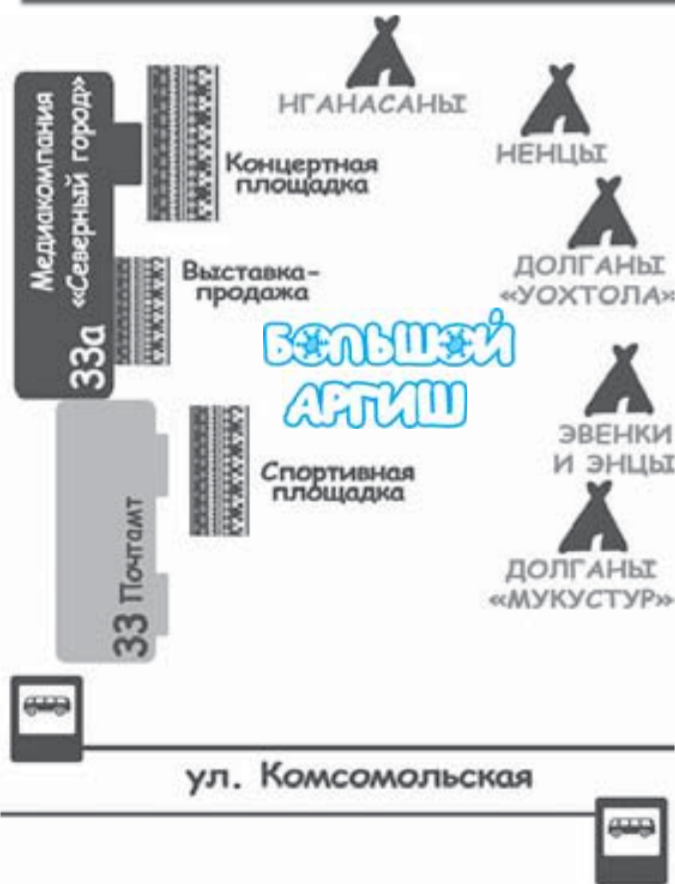 НГАНАСАНЫ
НЕНЦЫ
Медиакомпания
«Северный город»
33а
Концертная
площадка
Выставка-
продажа
ДОЛГАНЫ
«УОХТОЛА»
БОЛЬШОЙ
АРГИШ
ЭВЕНКИ
И ЭНЦЫ
Спортивная
площадка
33 Почтамт
ДОЛГАНЫ
«МУКУСТУР»
ул. Комсомольская